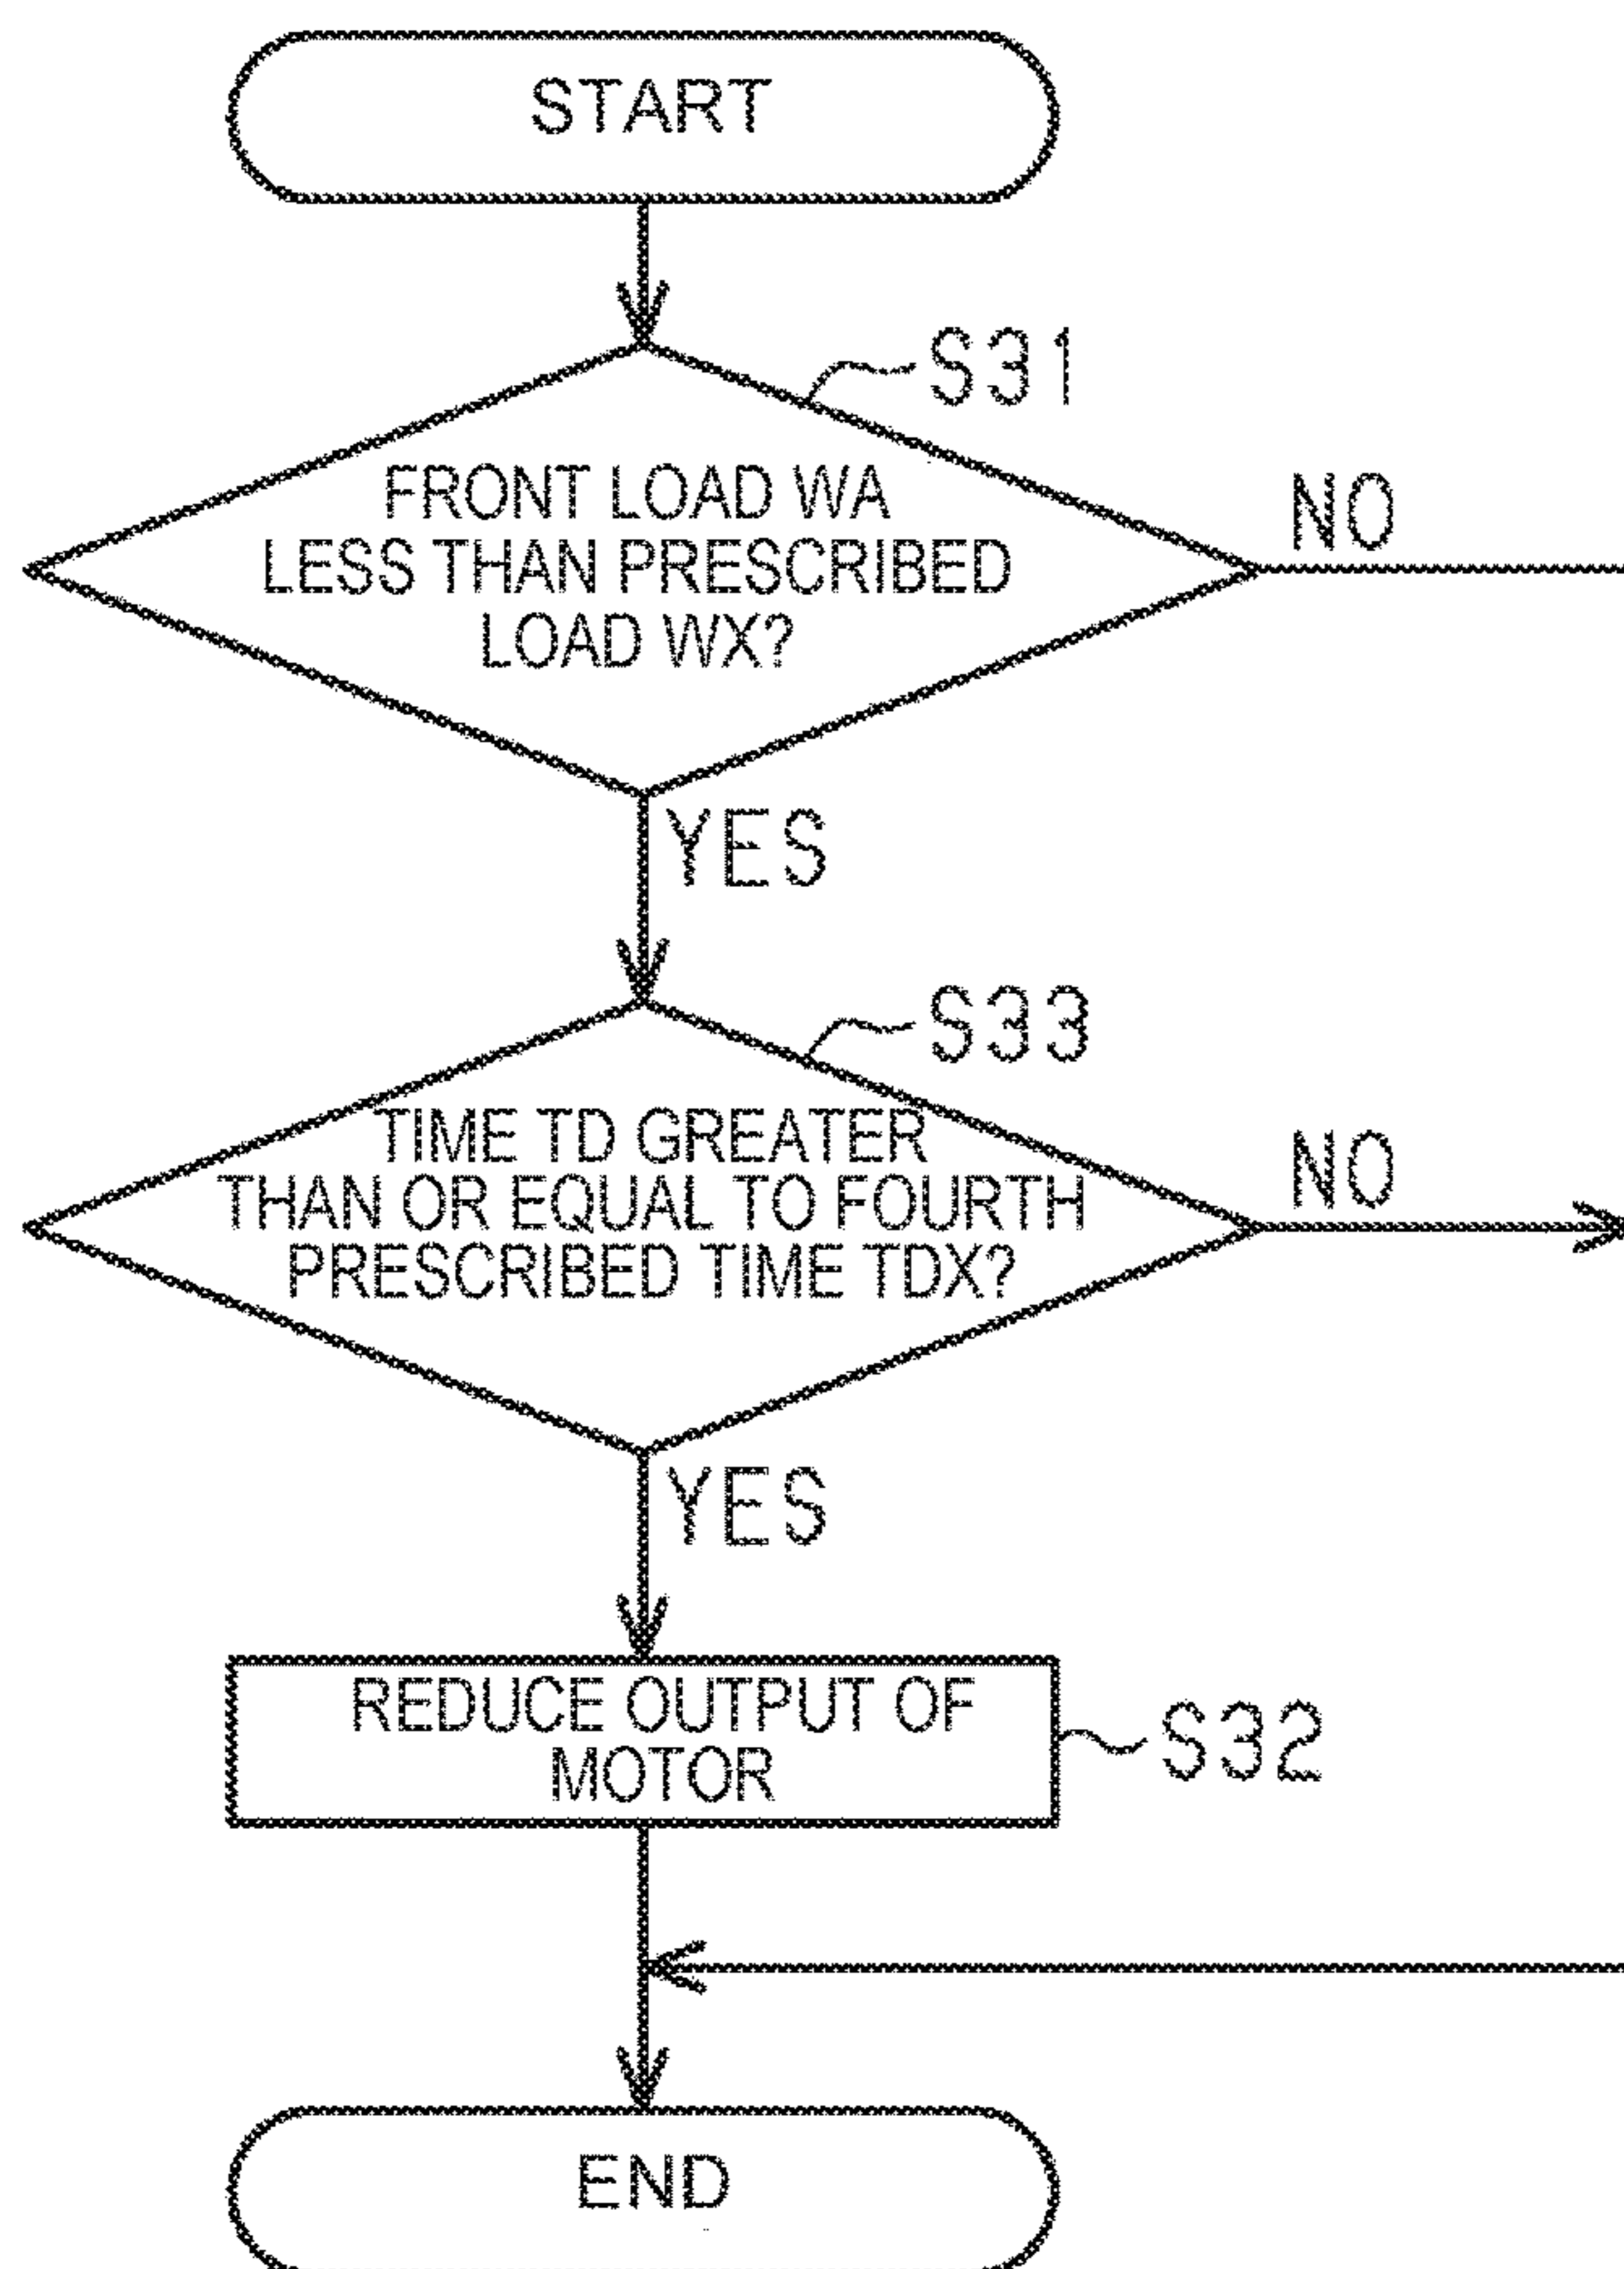 START
S31
FRONT LOAD WA
LESS THAN PRESCRIBED
LOAD WX?
NO
YES
S33
TIME TD GREATER
THAN OR EQUAL TO FOURTH
PRESCRIBED TIME TDX?
NO
YES
REDUCE OUTPUT OF
MOTOR
S32
END